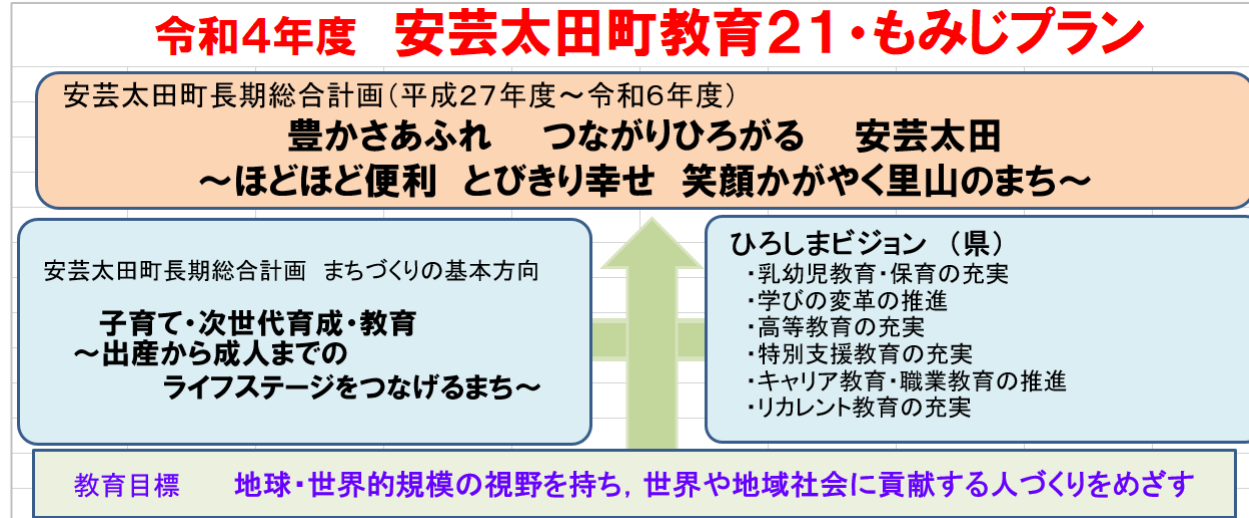 令和４年度 安芸太田町教育２１・もみじプラン
安芸太田町長期総合計画（平成２７年度～令和６年度）
豊かさあふれ つながりひろがる 安芸太田
～ほどほど便利 とびきり幸せ 笑顔かがやく里山のまち～
安芸太田町長期総合計画 まちづくりの基本方向
子育て・次世代育成・教育
～出産から成人までの
ライフステージをつなげるまち～
ひろしまビジョン （県）
・乳幼児教育・保育の充実
・学びの変革の推進
・高等教育の充実
・特別支援教育の充実
・キャリア教育・職業教育の推進
・リカレント教育の充実
教育目標 地球・世界的規模の視野を持ち，世界や地域社会に貢献する人づくりをめざす